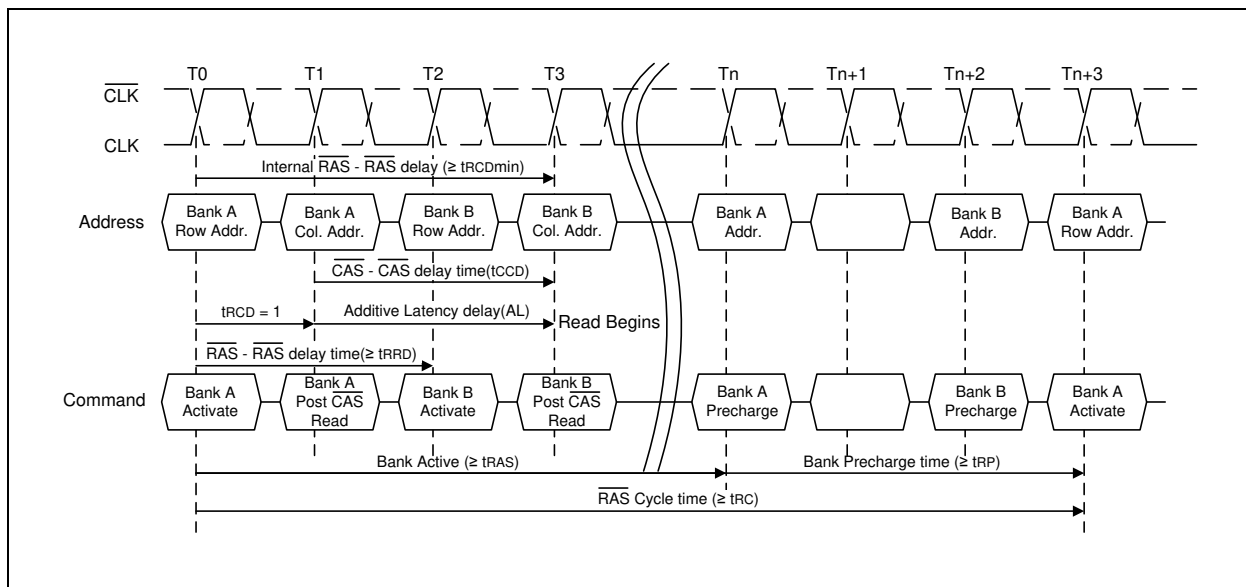 T0 T1 T2 T3 Tn Tn+1 Tn+2 Tn+3
CLK
CLK
Internal RAS - RAS delay (≥ tRCDmin)
Address
Bank A
Row Addr.
Bank A
Col. Addr.
Bank B
Row Addr.
Bank B
Col. Addr.
Bank A
Addr.
Bank B
Addr.
Bank A
Row Addr.
CAS - CAS delay time(tCCD)
tRCD = 1
Additive Latency delay(AL)
Read Begins
RAS - RAS delay time(≥ tRRD)
Command
Bank A
Activate
Bank A
Post CAS
Read
Bank B
Activate
Bank B
Post CAS
Read
Bank A
Precharge
Bank B
Precharge
Bank A
Activate
Bank Active (≥ tRAS)
Bank Precharge time (≥ tRP)
RAS Cycle time (≥ tRC)